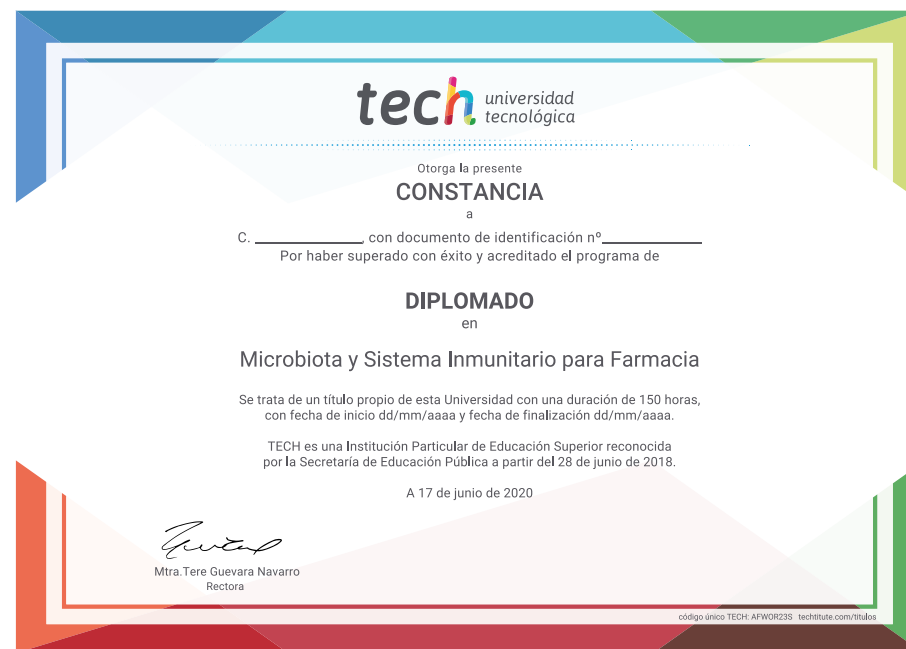 tech universidad
tecnológica
Otorga la presente
CONSTANCIA
a
C. ____________, con documento de identificación nº____________
Por haber superado con éxito y acreditado el programa de
DIPLOMADO
en
Microbiota y Sistema Inmunitario para Farmacia
Se trata de un título propio de esta Universidad con una duración de 150 horas,
con fecha de inicio dd/mm/aaaa y fecha de finalización dd/mm/aaaa.
TECH es una Institución Particular de Educación Superior reconocida
por la Secretaría de Educación Pública a partir del 28 de junio de 2018.
A 17 de junio de 2020
Mtra.Tere Guevara Navarro
Rectora
código único TECH: AFWOR23S techtitute.com/titulos